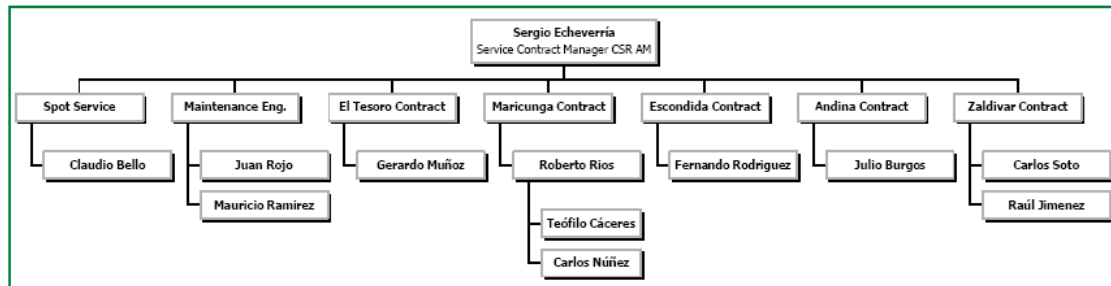 Sergio Echeverría
Service Contract Manager CSR AM
Spot Service
Maintenance Eng.
El Tesoro Contract
Maricunga Contract
Escondida Contract
Andina Contract
Zaldivar Contract
Claudio Bello
Juan Rojo
Gerardo Muñoz
Roberto Rios
Fernando Rodriguez
Julio Burgos
Carlos Soto
Mauricio Ramirez
Raúl Jimenez
Teófilo Cáceres
Carlos Núñez